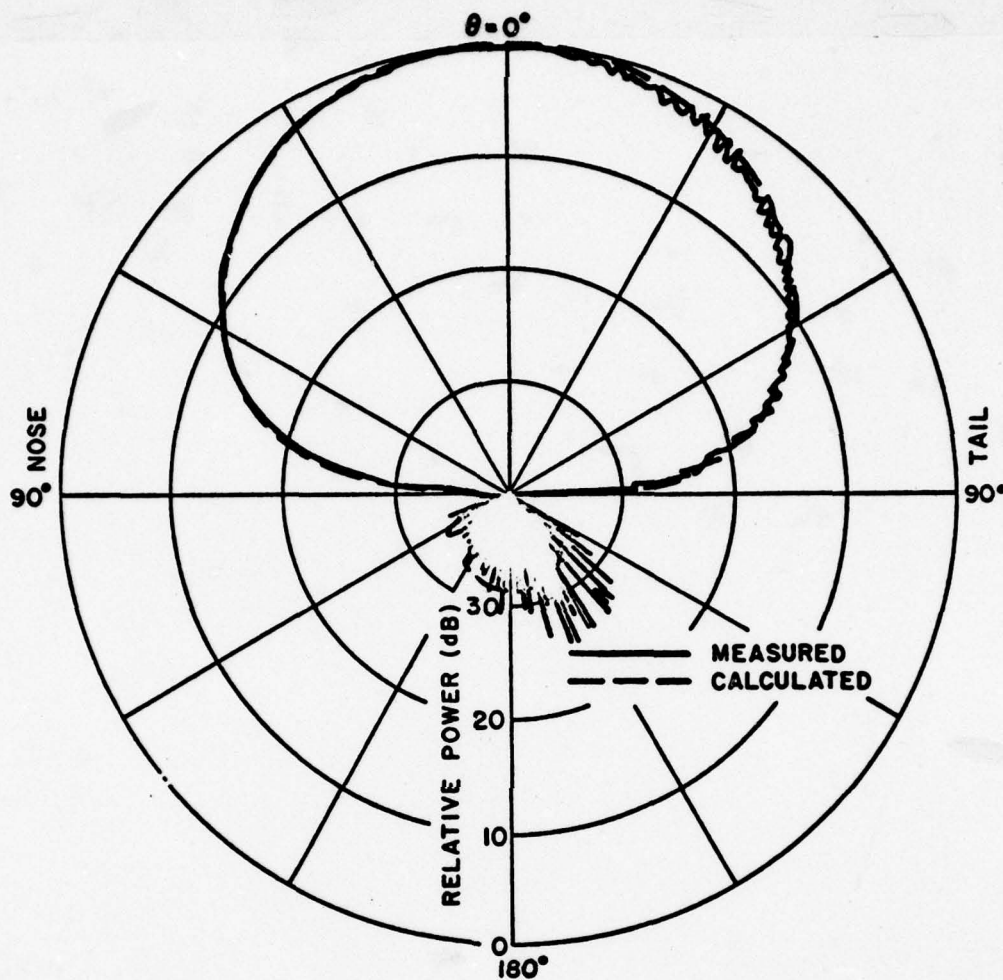 θ=0°
90° NOSE
TAIL
90°
RELATIVE POWER (dB)
30
MEASURED
CALCULATED
20
10
0
180°